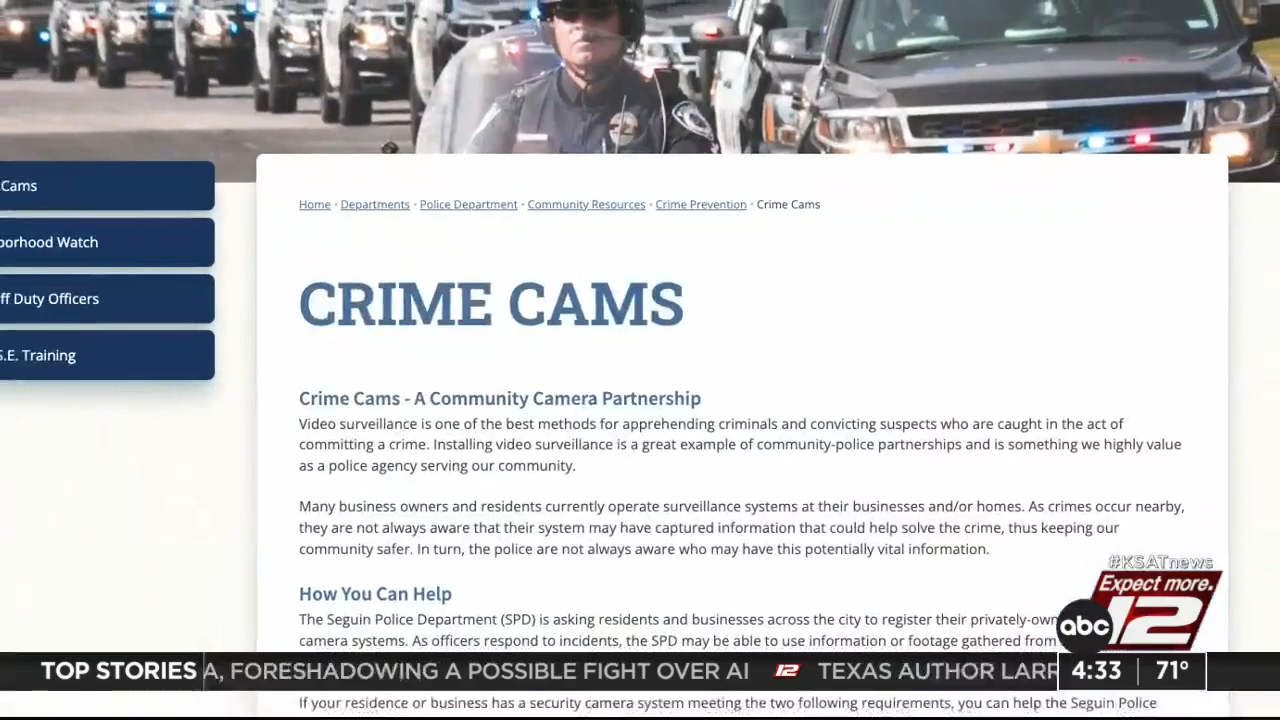 Cams
borhood Watch
ff Duty Officers
S.E. Training
Home · Departments · Police Department · Community Resources · Crime Prevention · Crime Cams
CRIME CAMS
Crime Cams - A Community Camera Partnership
Video surveillance is one of the best methods for apprehending criminals and convicting suspects who are caught in the act of
committing a crime. Installing video surveillance is a great example of community-police partnerships and is something we highly value
as a police agency serving our community.
Many business owners and residents currently operate surveillance systems at their businesses and/or homes. As crimes occur nearby,
they are not always aware that their system may have captured information that could help solve the crime, thus keeping our
community safer. In turn, the police are not always aware who may have this potentially vital information.
How You Can Help
The Seguin Police Department (SPD) is asking residents and businesses across the city to register their privately-own
camera systems. As officers respond to incidents, the SPD may be able to use information or footage gathered from
#KSATnews
Expect more.
abc 12
TOP STORIES A, FORESHADOWING A POSSIBLE FIGHT OVER AI 12 TEXAS AUTHOR LARR 4:33 71°
If your residence or business has a security camera system meeting the two following requirements, you can help the Seguin Police